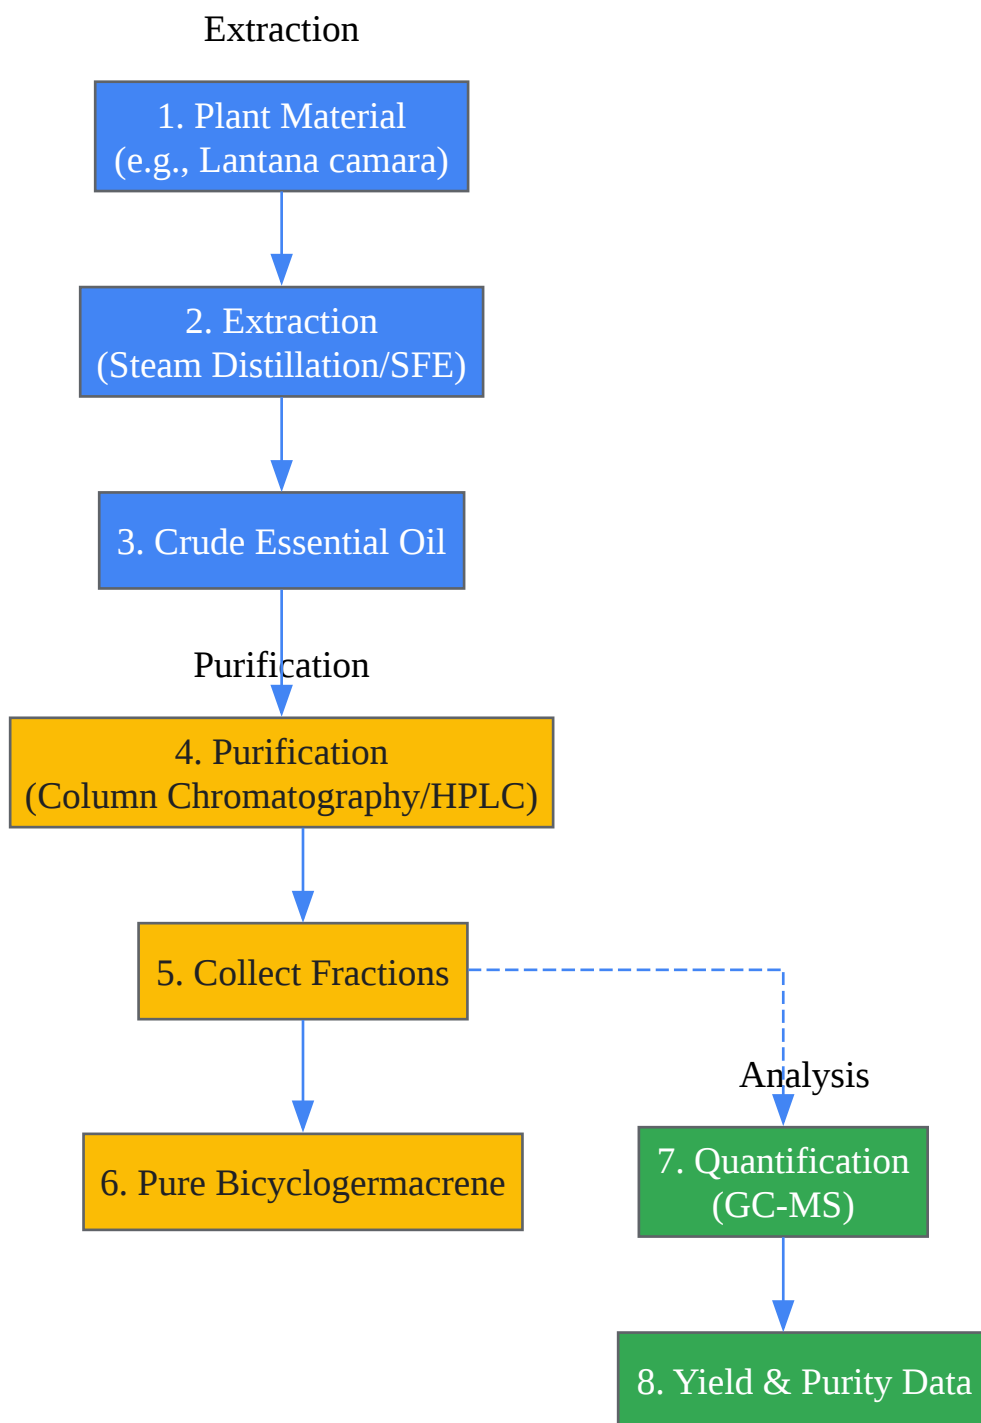 Extraction
1. Plant Material
(e.g., Lantana camara)
2. Extraction
(Steam Distillation/SFE)
3. Crude Essential Oil
Purification
4. Purification
(Column Chromatography/HPLC)
5. Collect Fractions
6. Pure Bicyclogermacrene
Analysis
7. Quantification
(GC-MS)
8. Yield & Purity Data